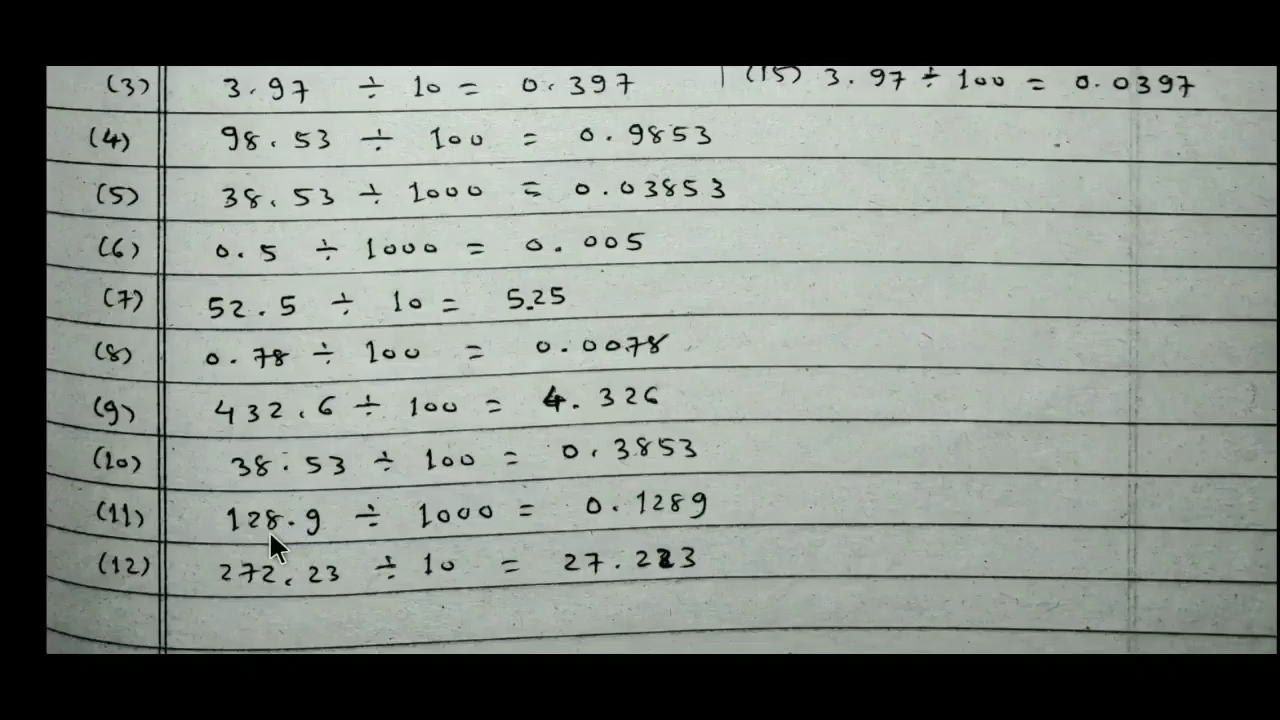 (3) 3.97 ÷ 10 = 0.397
(15) 3.97 ÷ 100 = 0.0397
(4) 98.53 ÷ 100 = 0.9853
(5) 38.53 ÷ 1000 = 0.03853
(6) 0.5 ÷ 1000 = 0.005
(7) 52.5 ÷ 10 = 5.25
(8) 0.78 ÷ 100 = 0.0078
(9) 432.6 ÷ 100 = 4.326
(10) 38.53 ÷ 100 = 0.3853
(11) 128.9 ÷ 1000 = 0.1289
(12) 272.23 ÷ 10 = 27.223